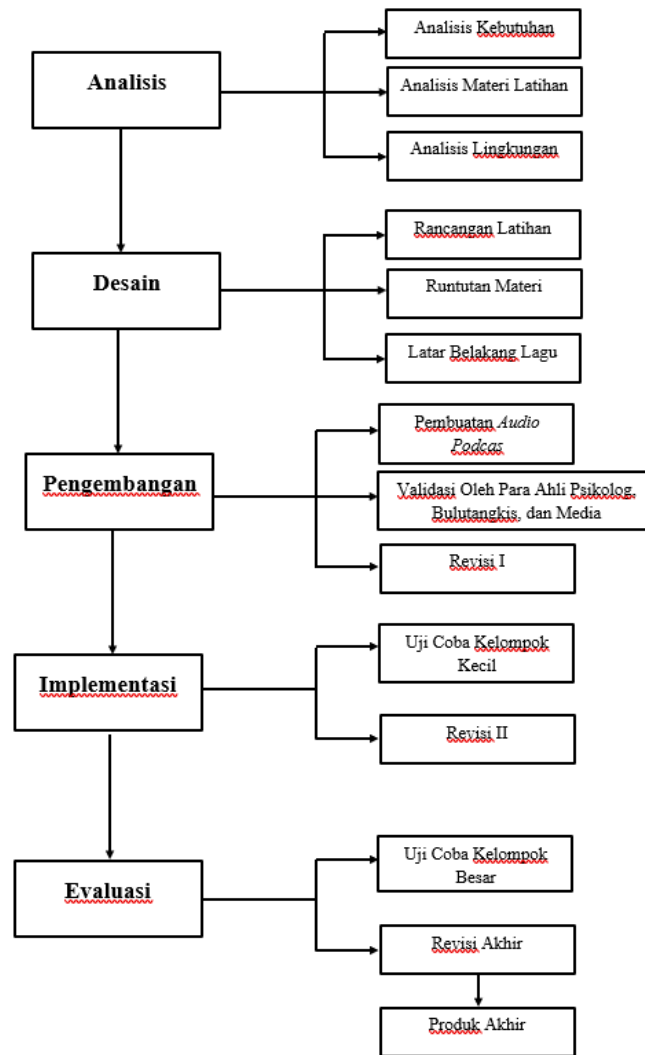 Analisis
Analisis Kebutuhan
Analisis Materi Latihan
Analisis Lingkungan
Desain
Rancangan Latihan
Runtutan Materi
Latar Belakang Lagu
Pengembangan
Pembuatan Audio
Podcas
Validasi Oleh Para Ahli Psikolog,
Bulutangkis, dan Media
Revisi I
Implementasi
Uji Coba Kelompok
Kecil
Revisi II
Evaluasi
Uji Coba Kelompok
Besar
Revisi Akhir
Produk Akhir